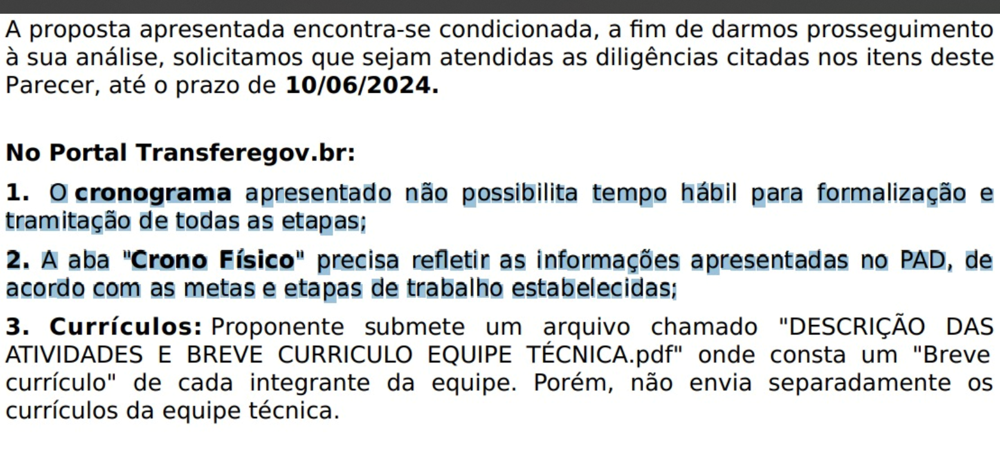 A proposta apresentada encontra-se condicionada, a fim de darmos prosseguimento
à sua análise, solicitamos que sejam atendidas as diligências citadas nos itens deste
Parecer, até o prazo de 10/06/2024.
No Portal Transferegov.br:
1. O cronograma apresentado não possibilita tempo hábil para formalização e
tramitação de todas as etapas;
2. A aba "Crono Físico" precisa refletir as informações apresentadas no PAD, de
acordo com as metas e etapas de trabalho estabelecidas;
3. Currículos: Proponente submete um arquivo chamado "DESCRIÇÃO DAS
ATIVIDADES E BREVE CURRICULO EQUIPE TÉCNICA.pdf" onde consta um "Breve
currículo" de cada integrante da equipe. Porém, não envia separadamente os
currículos da equipe técnica.